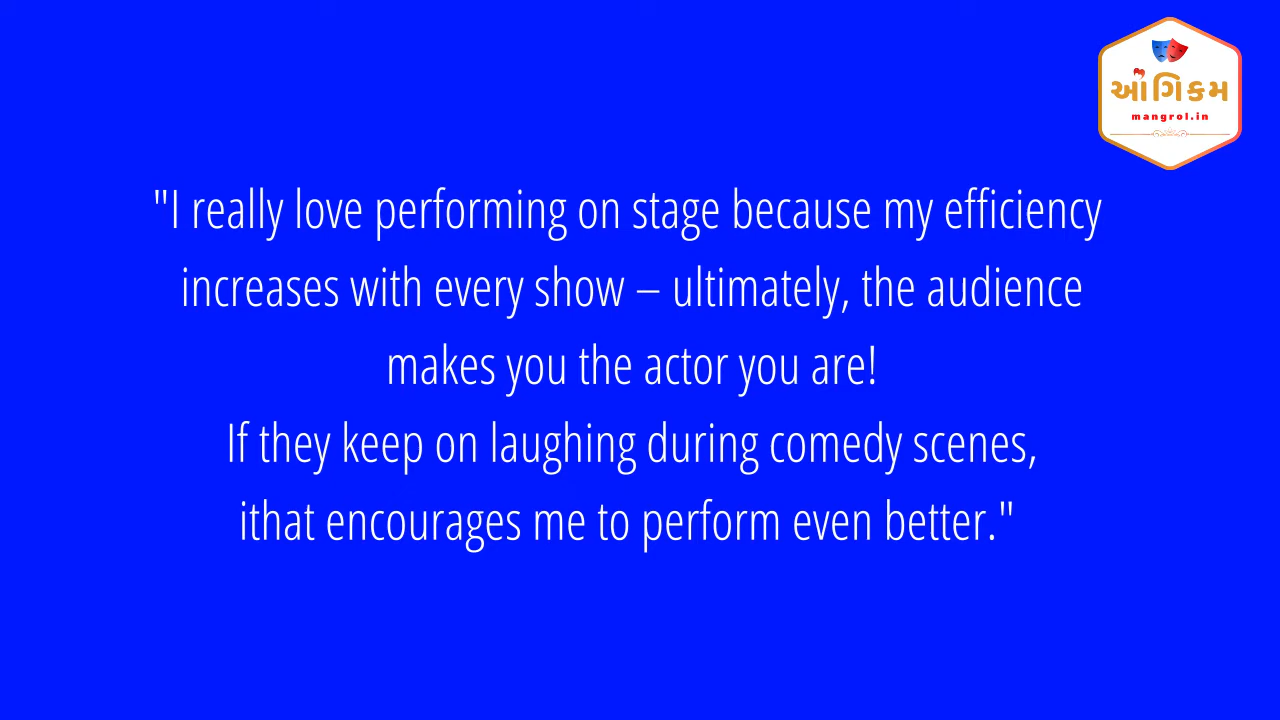 આંગિકમ
mangrol.in
"I really love performing on stage because my efficiency
increases with every show – ultimately, the audience
makes you the actor you are!
If they keep on laughing during comedy scenes,
ithat encourages me to perform even better."